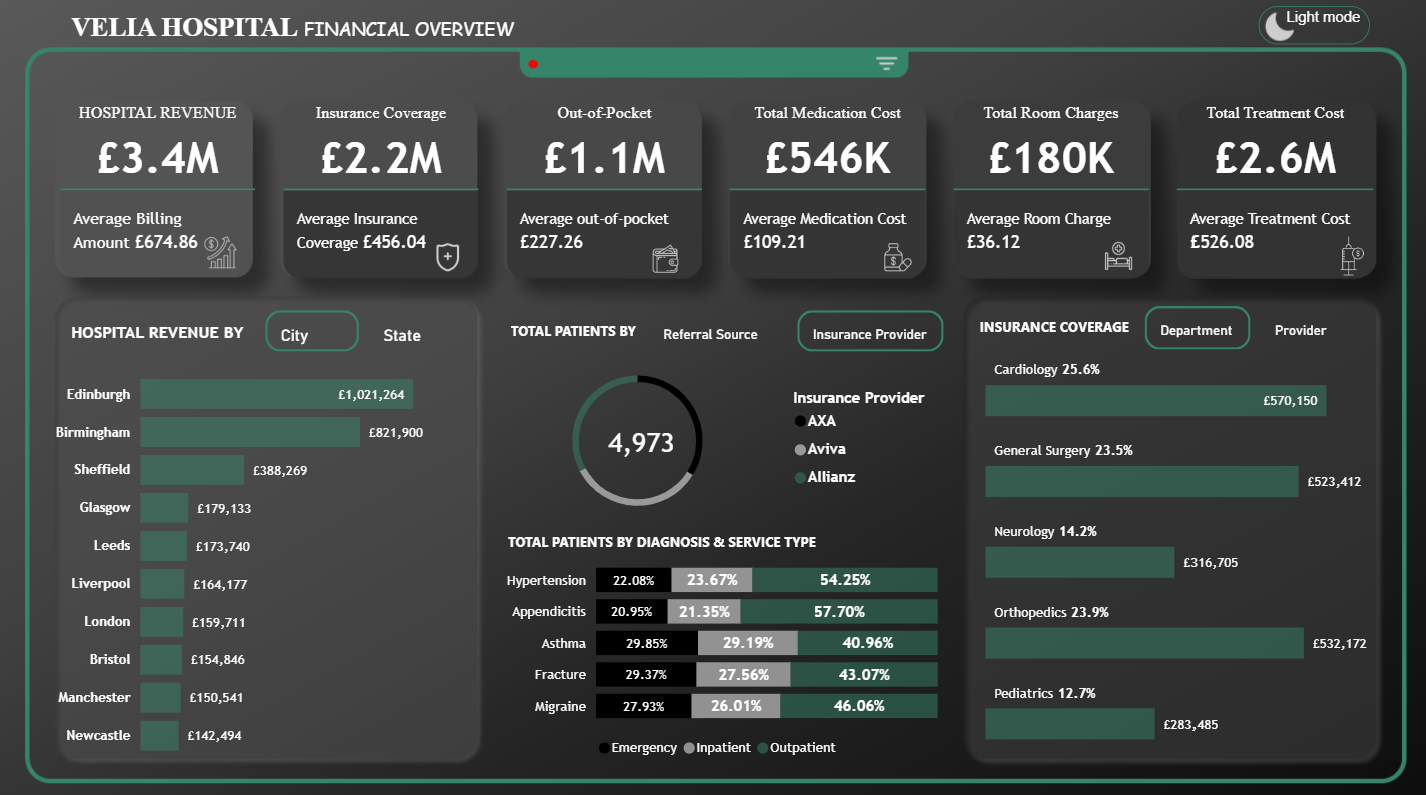 VELIA HOSPITAL FINANCIAL OVERVIEW
Light mode
HOSPITAL REVENUE
£3.4M
Average Billing
Amount £674.86
Insurance Coverage
£2.2M
Average Insurance
Coverage £456.04
Out-of-Pocket
£1.1M
Average out-of-pocket
£227.26
Total Medication Cost
£546K
Average Medication Cost
£109.21
Total Room Charges
£180K
Average Room Charge
£36.12
Total Treatment Cost
£2.6M
Average Treatment Cost
£526.08
HOSPITAL REVENUE BY City State
Edinburgh £1,021,264
Birmingham £821,900
Sheffield £388,269
Glasgow £179,133
Leeds £173,740
Liverpool £164,177
London £159,711
Bristol £154,846
Manchester £150,541
Newcastle £142,494
TOTAL PATIENTS BY Referral Source Insurance Provider
4,973
Insurance Provider
AXA
Aviva
Allianz
TOTAL PATIENTS BY DIAGNOSIS & SERVICE TYPE
Hypertension 22.08% 23.67% 54.25%
Appendicitis 20.95% 21.35% 57.70%
Asthma 29.85% 29.19% 40.96%
Fracture 29.37% 27.56% 43.07%
Migraine 27.93% 26.01% 46.06%
Emergency Inpatient Outpatient
INSURANCE COVERAGE Department Provider
Cardiology 25.6%
£570,150
General Surgery 23.5%
£523,412
Neurology 14.2%
£316,705
Orthopedics 23.9%
£532,172
Pediatrics 12.7%
£283,485